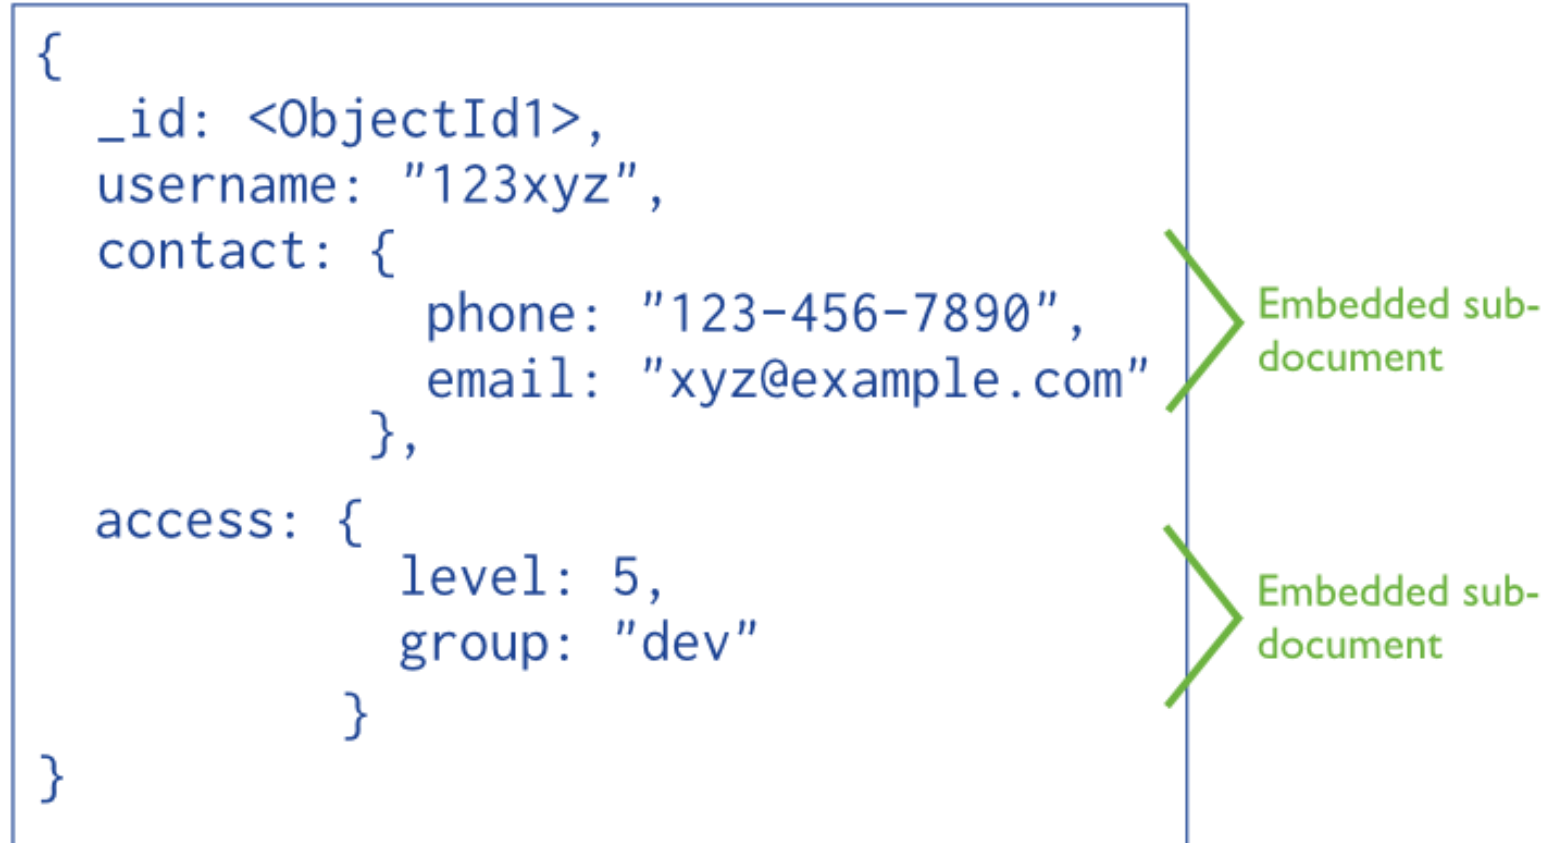 {
_id: <ObjectId1>,
username: "123xyz",
contact: {
phone: "123-456-7890",
email: "xyz@example.com"
},
access: {
level: 5,
group: "dev"
}
}
Embedded sub-
document
Embedded sub-
document